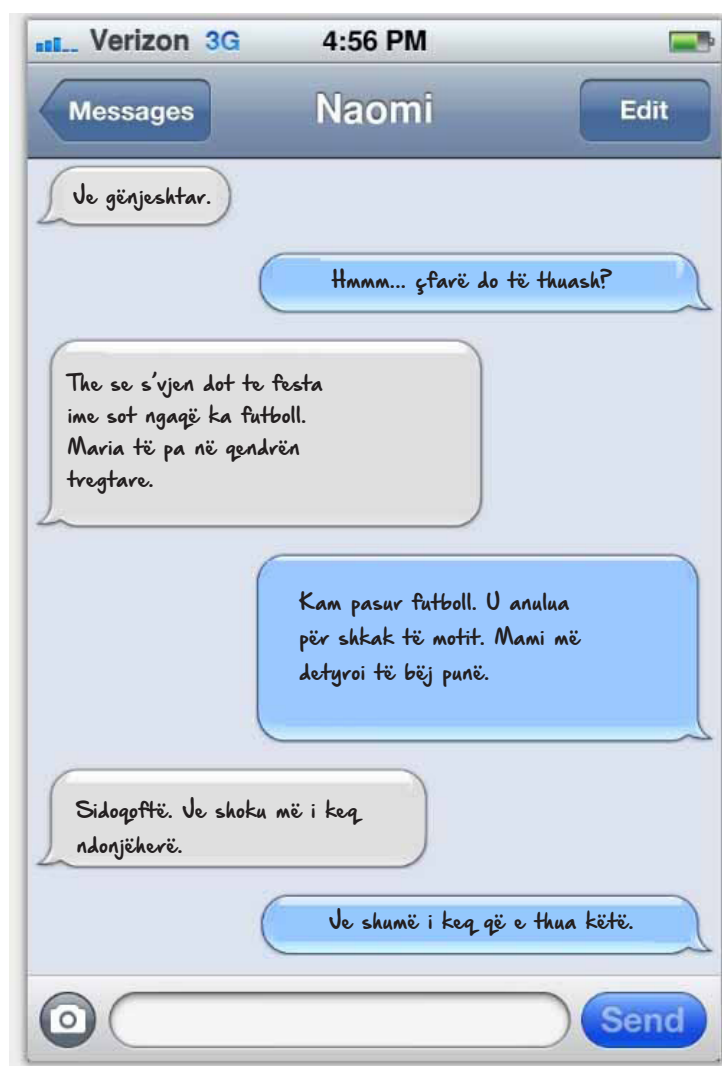 Verizon 3G 4:56 PM
Messages Naomi Edit
Je gënjeshtar.
Hmmm... çfarë do të thuash?
The se s'vjen dot te festa
ime sot ngaqë ka futboll.
Maria të pa në qendrën
tregtare.
Kam pasur futboll. U anulua
për shkak të motit. Mami më
detyroi të bëj punë.
Sidoqoftë. Je shoku më i keq
ndonjëherë.
Je shumë i keq që e thua këtë.
Send